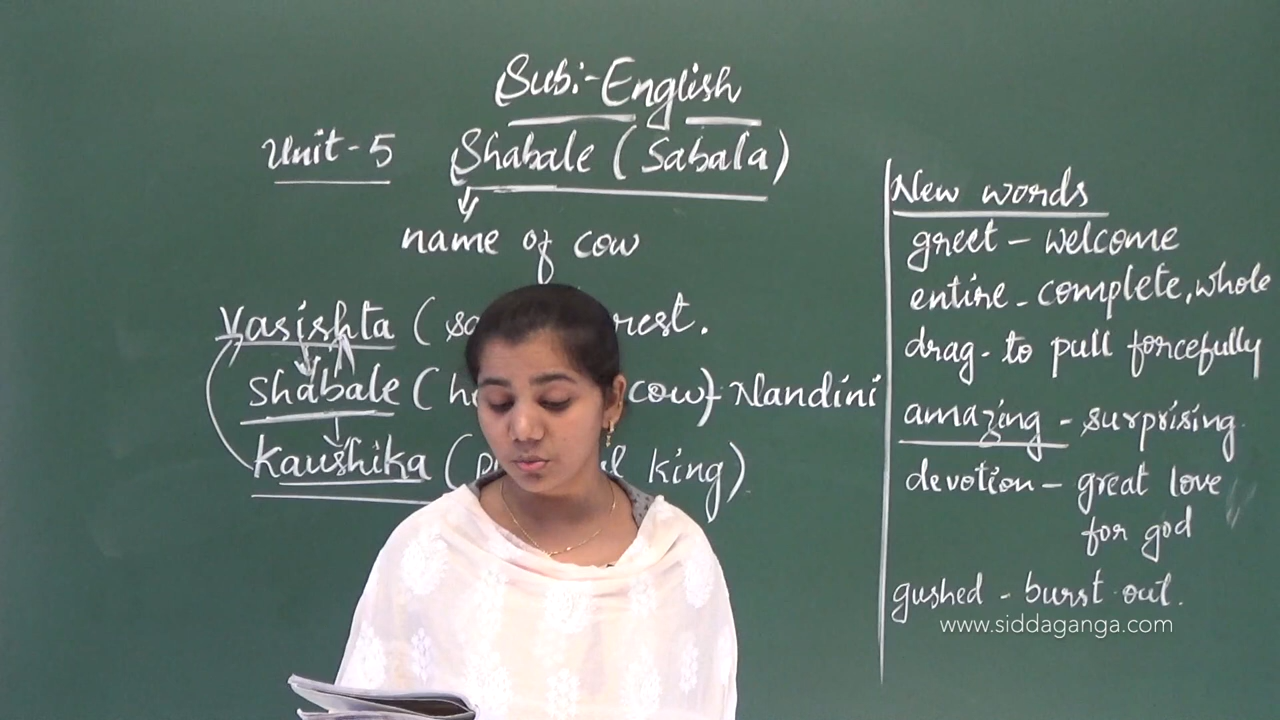 Sub:- English
Unit - 5 Shabale (Sabala)
name of cow
Vasishta ( rest.
Shabale ( cow) - Nandini
Kaushika ( king)
New words
greet - welcome
entire - complete, whole
drag - to pull forcefully
amazing - surprising.
devotion - great love
for god
gushed - burst out.
www.siddaganga.com